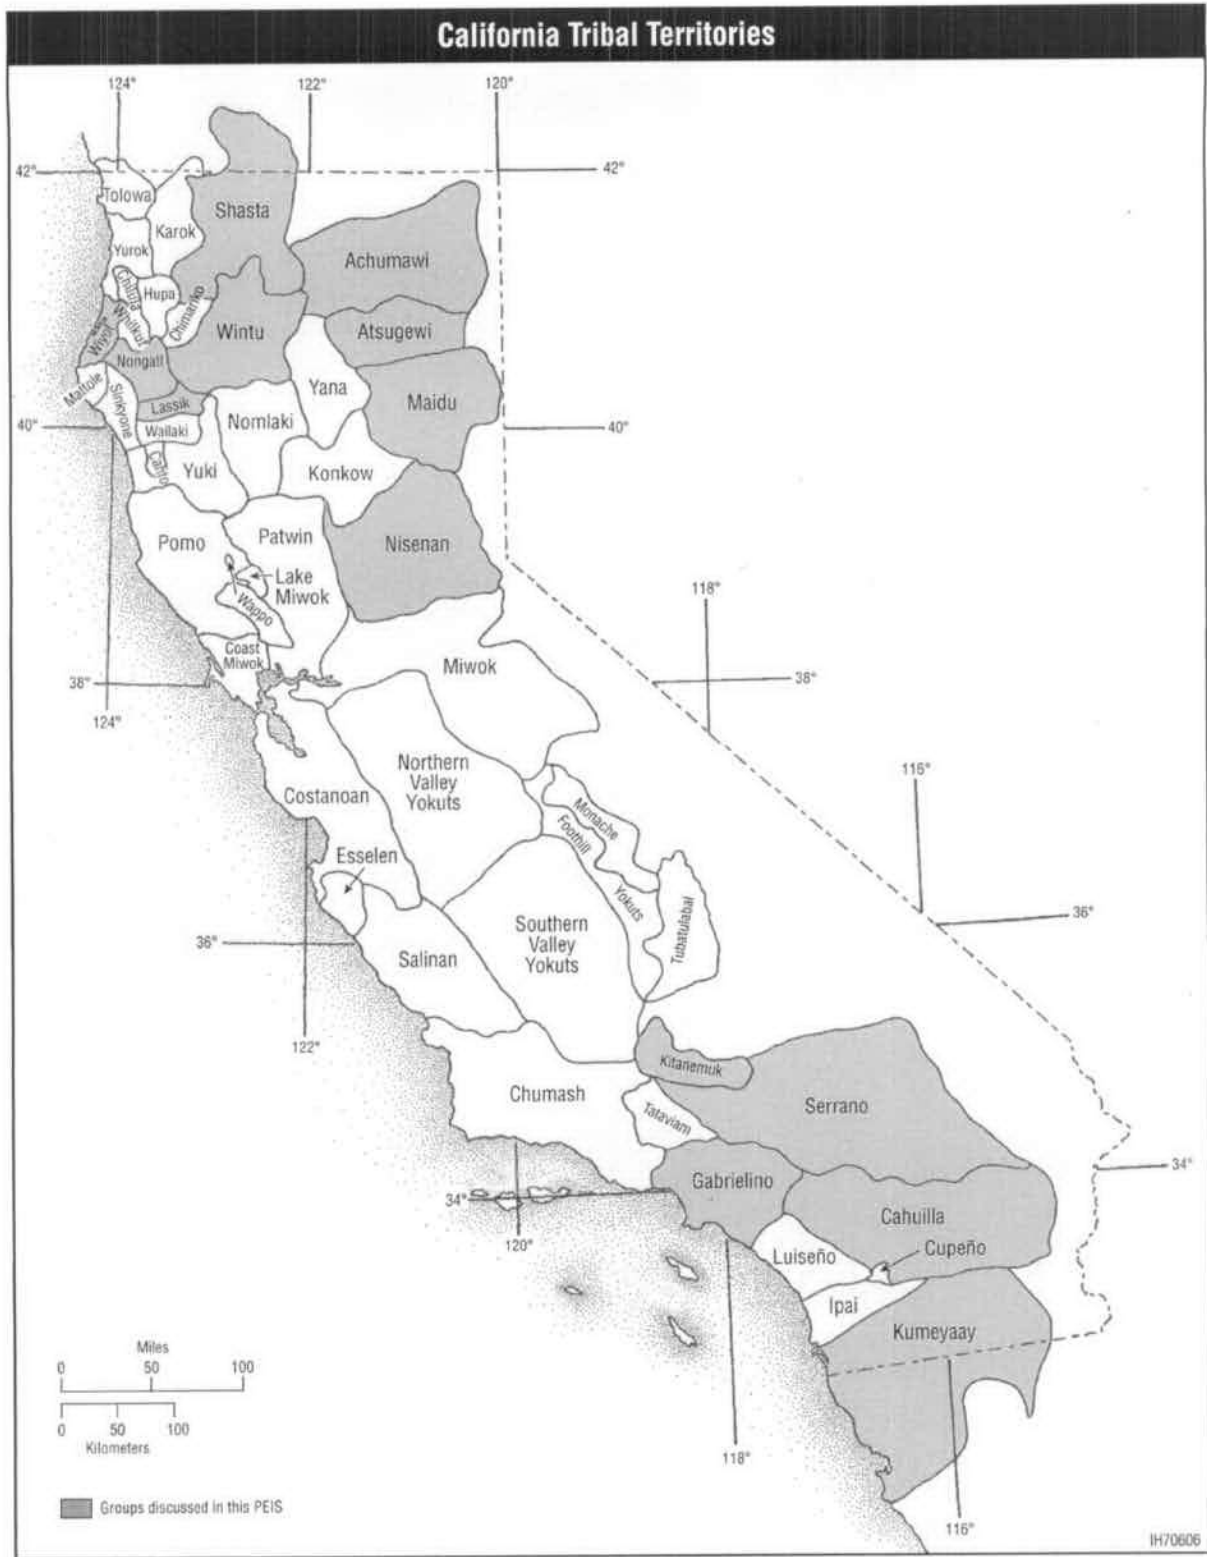 California Tribal Territories
124°
122°
120°
42°
42°
Tolowa
Karok
Shasta
Yurok
Achumawi
Chilula
Hupa
Chimariko
Whilkut
Wiyot
Wintu
Atsugewi
Nongatl
Mattole
Sinkyone
Lassik
Yana
Maidu
Nomlaki
40°
Wailaki
40°
Cahto
Yuki
Konkow
Pomo
Patwin
Nisenan
Lake
Miwok
Wappo
118°
Coast
Miwok
Miwok
38°
38°
124°
Northern
Valley
Yokuts
116°
Costanoan
Monache
Foothill
Yokuts
Esselen
Tubatulabal
36°
Southern
Valley
Yokuts
36°
Salinan
122°
Kitanemuk
Chumash
Serrano
Tataviam
34°
Gabrielino
34°
Cahuilla
120°
Luiseño
Cupeño
Ipai
Kumeyaay
Miles
0 50 100
0 50 100
Kilometers
118°
116°
Groups discussed in this PEIS
IH70606